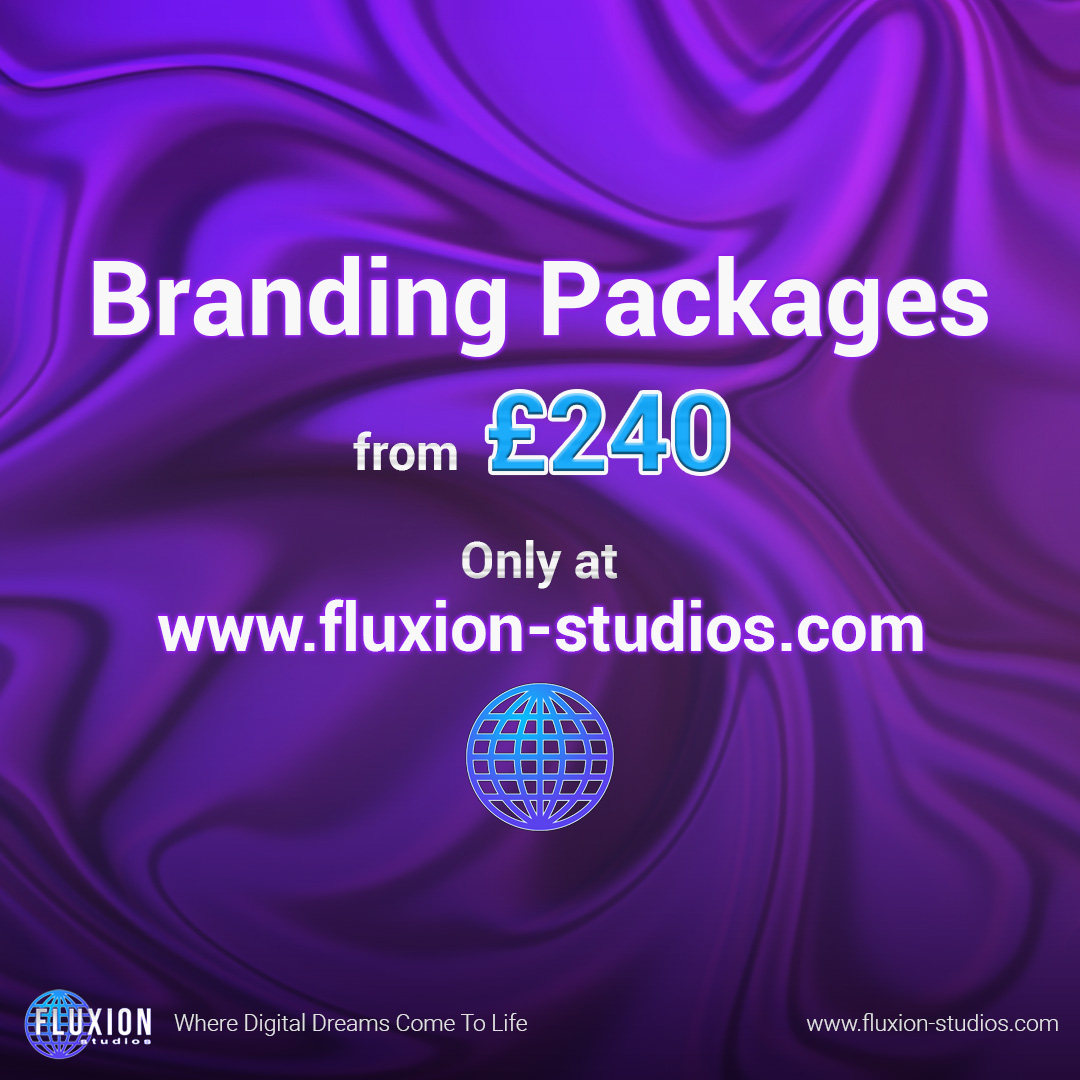 Branding Packages
from £240
Only at
www.fluxion-studios.com
FLUXION
studios
Where Digital Dreams Come To Life
www.fluxion-studios.com